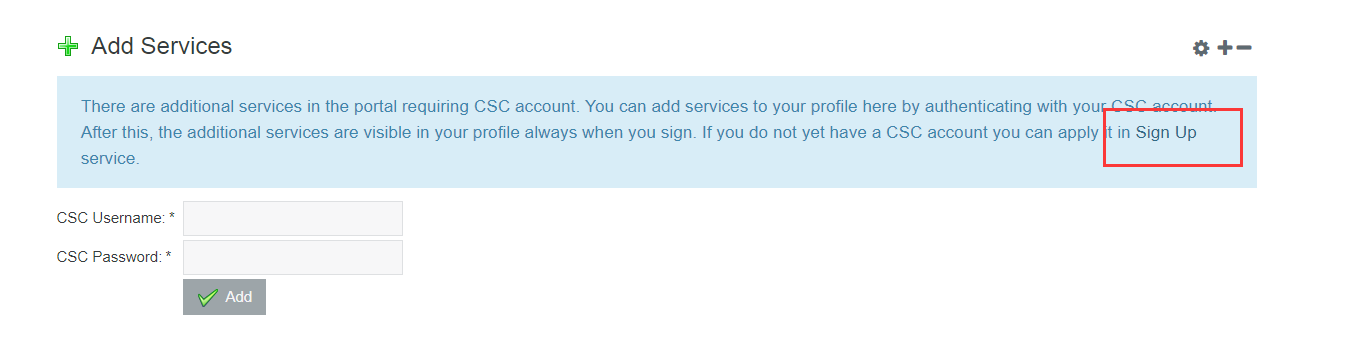 Add Services
There are additional services in the portal requiring CSC account. You can add services to your profile here by authenticating with your CSC account.
After this, the additional services are visible in your profile always when you sign. If you do not yet have a CSC account you can apply it in Sign Up
service.
CSC Username: *
CSC Password: *
Add